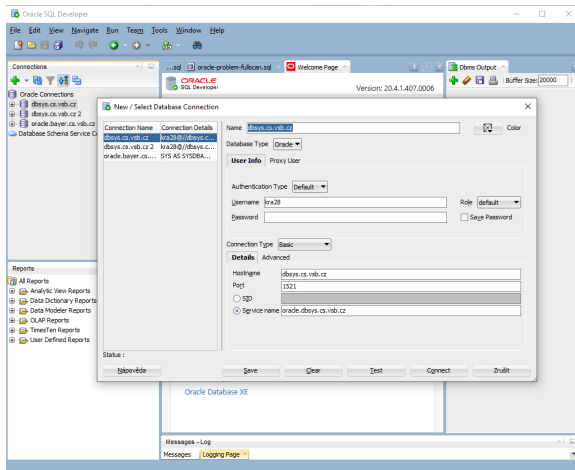 Oracle SQL Developer
File Edit View Navigate Run Team Tools Window Help
Connections
...sql oracle-problem-fullscan.sql Welcome Page
Dbms Output
Buffer Size: 20000
ORACLE
SQL Developer
Version: 20.4.1.407.0006
Oracle Connections
dbsys.cs.vsb.cz
dbsys.cs.vsb.cz 2
oracle.bayer.cs.vsb.cz
Database Schema Service C
New / Select Database Connection
Connection Name Connection Details
dbsys.cs.vsb.cz kra28@//dbsys.c...
dbsys.cs.vsb.cz 2 kra28@//dbsys.c...
oracle.bayer.cs.... SYS AS SYSDBA...
Name dbsys.cs.vsb.cz
Color
Database Type Oracle
User Info Proxy User
Authentication Type Default
Username kra28
Role default
Password
Save Password
Connection Type Basic
Details Advanced
Hostname dbsys.cs.vsb.cz
Port 1521
SID
Service name oracle.dbsys.cs.vsb.cz
Status :
Nápověda Save Clear Test Connect Zrušit
Reports
All Reports
Analytic View Reports
Data Dictionary Reports
Data Modeler Reports
OLAP Reports
TimesTen Reports
User Defined Reports
Oracle Database XE
Messages - Log
Messages Logging Page